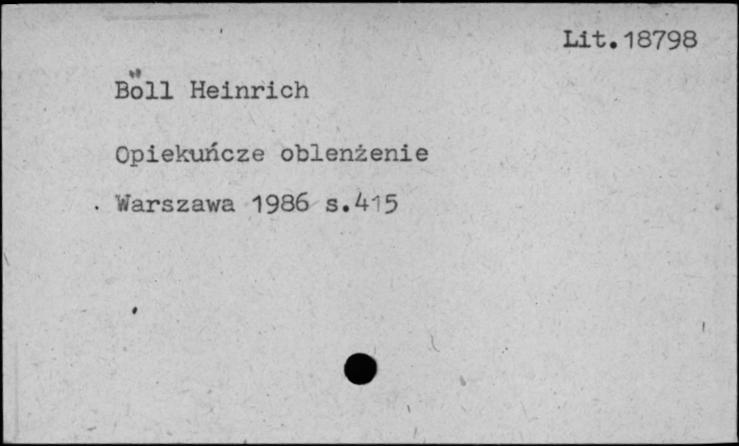 Lit.18798
Böll Heinrich
Opiekuńcze oblenżenie
Warszawa 1986 s.415